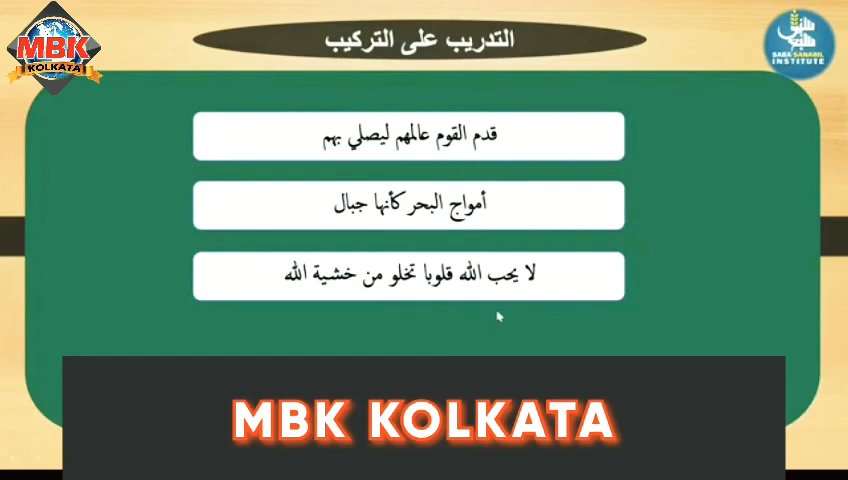 MBK
KOLKATA
التدريب على التركيب
SABA SANABIL
INSTITUTE
قدم القوم عالمهم ليصلي بهم
أمواج البحر كأنها جبال
لا يحب الله قلوبا تخلو من خشية الله
MBK KOLKATA